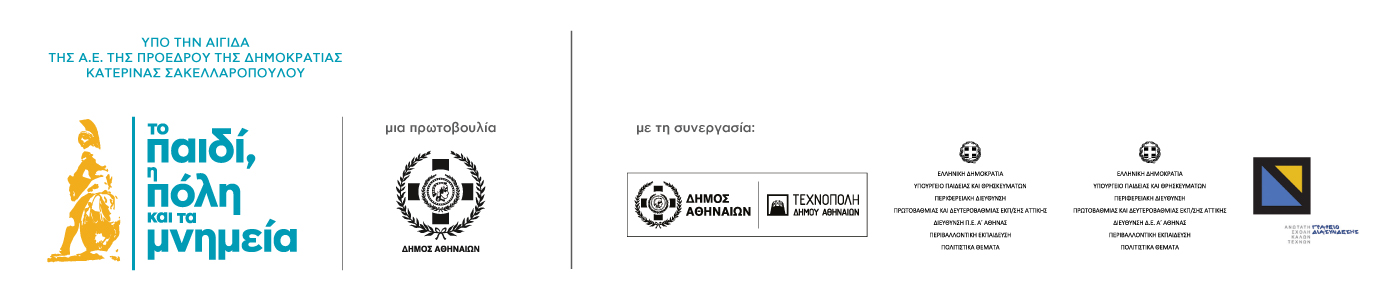 ΥΠΟ ΤΗΝ ΑΙΓΙΔΑ
ΤΗΣ Α.Ε. ΤΗΣ ΠΡΟΕΔΡΟΥ ΤΗΣ ΔΗΜΟΚΡΑΤΙΑΣ
ΚΑΤΕΡΙΝΑΣ ΣΑΚΕΛΛΑΡΟΠΟΥΛΟΥ
το
παιδί,
η
πόλη
και τα
μνημεία
μια πρωτοβουλία
ΔΗΜΟΣ ΑΘΗΝΑΙΩΝ
με τη συνεργασία:
ΔΗΜΟΣ
ΑΘΗΝΑΙΩΝ
ΤΕΧΝΟΠΟΛΗ
ΔΗΜΟΥ ΑΘΗΝΑΙΩΝ
ΕΛΛΗΝΙΚΗ ΔΗΜΟΚΡΑΤΙΑ
ΥΠΟΥΡΓΕΙΟ ΠΑΙΔΕΙΑΣ ΚΑΙ ΘΡΗΣΚΕΥΜΑΤΩΝ
ΠΕΡΙΦΕΡΕΙΑΚΗ ΔΙΕΥΘΥΝΣΗ
ΠΡΩΤΟΒΑΘΜΙΑΣ ΚΑΙ ΔΕΥΤΕΡΟΒΑΘΜΙΑΣ ΕΚΠ/ΣΗΣ ΑΤΤΙΚΗΣ
ΔΙΕΥΘΥΝΣΗ Π.Ε. Α' ΑΘΗΝΑΣ
ΠΕΡΙΒΑΛΛΟΝΤΙΚΗ ΕΚΠΑΙΔΕΥΣΗ
ΠΟΛΙΤΙΣΤΙΚΑ ΘΕΜΑΤΑ
ΕΛΛΗΝΙΚΗ ΔΗΜΟΚΡΑΤΙΑ
ΥΠΟΥΡΓΕΙΟ ΠΑΙΔΕΙΑΣ ΚΑΙ ΘΡΗΣΚΕΥΜΑΤΩΝ
ΠΕΡΙΦΕΡΕΙΑΚΗ ΔΙΕΥΘΥΝΣΗ
ΠΡΩΤΟΒΑΘΜΙΑΣ ΚΑΙ ΔΕΥΤΕΡΟΒΑΘΜΙΑΣ ΕΚΠ/ΣΗΣ ΑΤΤΙΚΗΣ
ΔΙΕΥΘΥΝΣΗ Δ.Ε. Α' ΑΘΗΝΑΣ
ΠΕΡΙΒΑΛΛΟΝΤΙΚΗ ΕΚΠΑΙΔΕΥΣΗ
ΠΟΛΙΤΙΣΤΙΚΑ ΘΕΜΑΤΑ
ΑΝΩΤΑΤΗ
ΣΧΟΛΗ
ΚΑΛΩΝ
ΤΕΧΝΩΝ
ΓΡΑΦΕΙΟ
ΔΙΑΣΥΝΔΕΣΗΣ